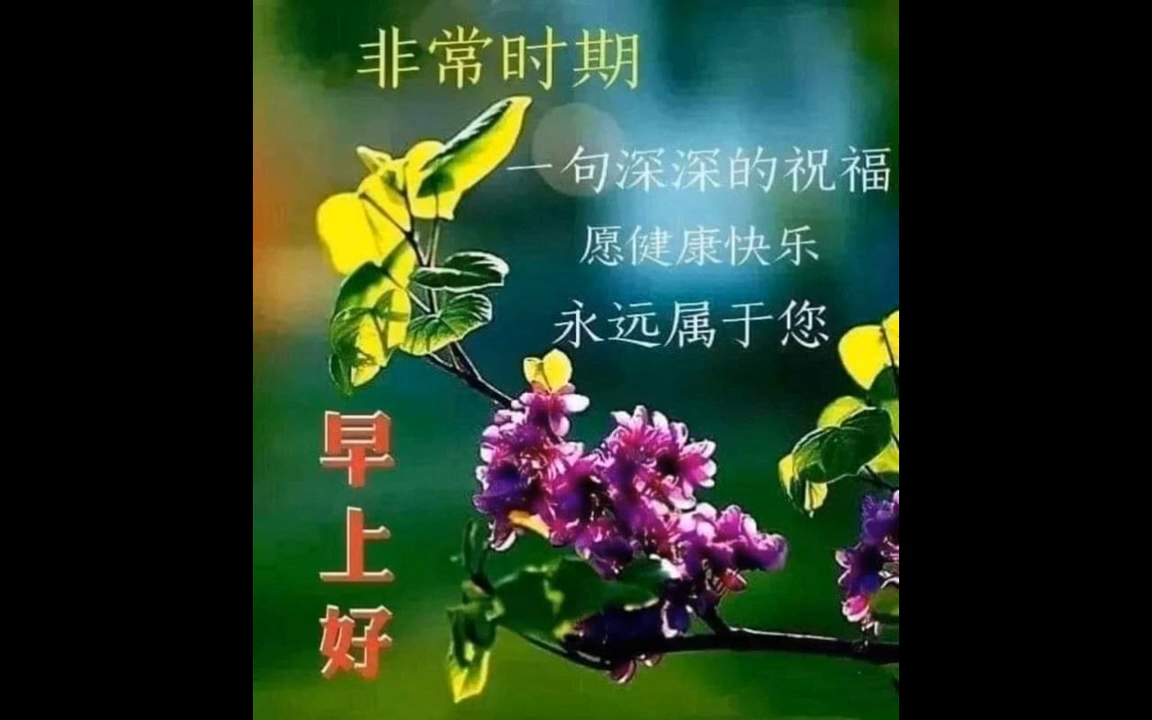 非常时期
一句深深的祝福
愿健康快乐
永远属于您
早上好